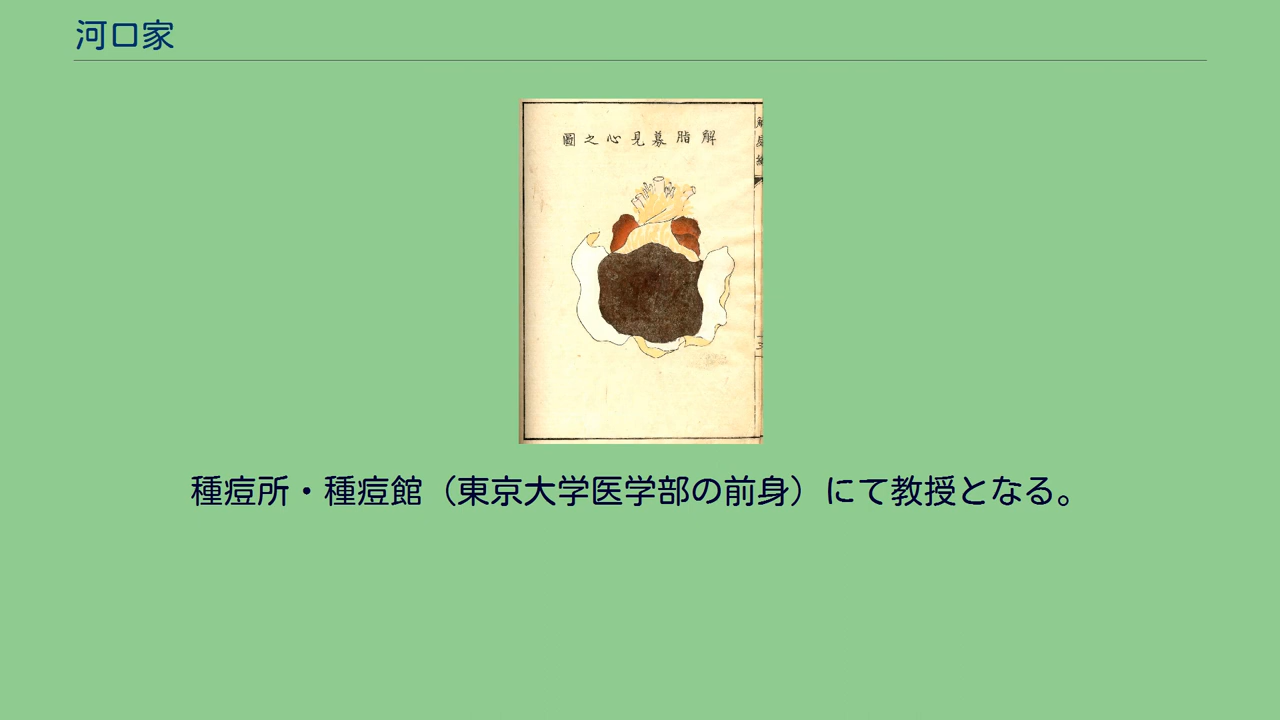 河口家
解脂募見心之圖
種痘所・種痘館（東京大学医学部の前身）にて教授となる。